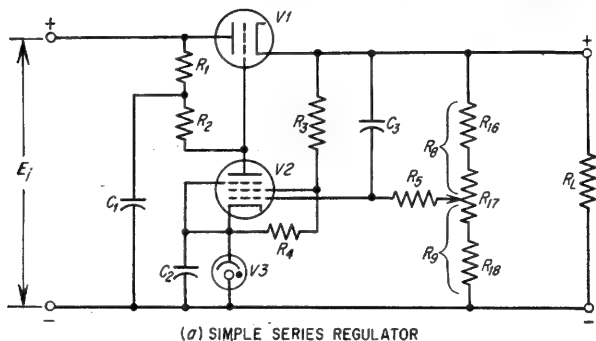 +
V1
+
R1
R2
R3
C3
R16
R8
Ei
V2
R5
R17
RL
C1
R4
R9
R18
C2
V3
−
−
(a) SIMPLE SERIES REGULATOR